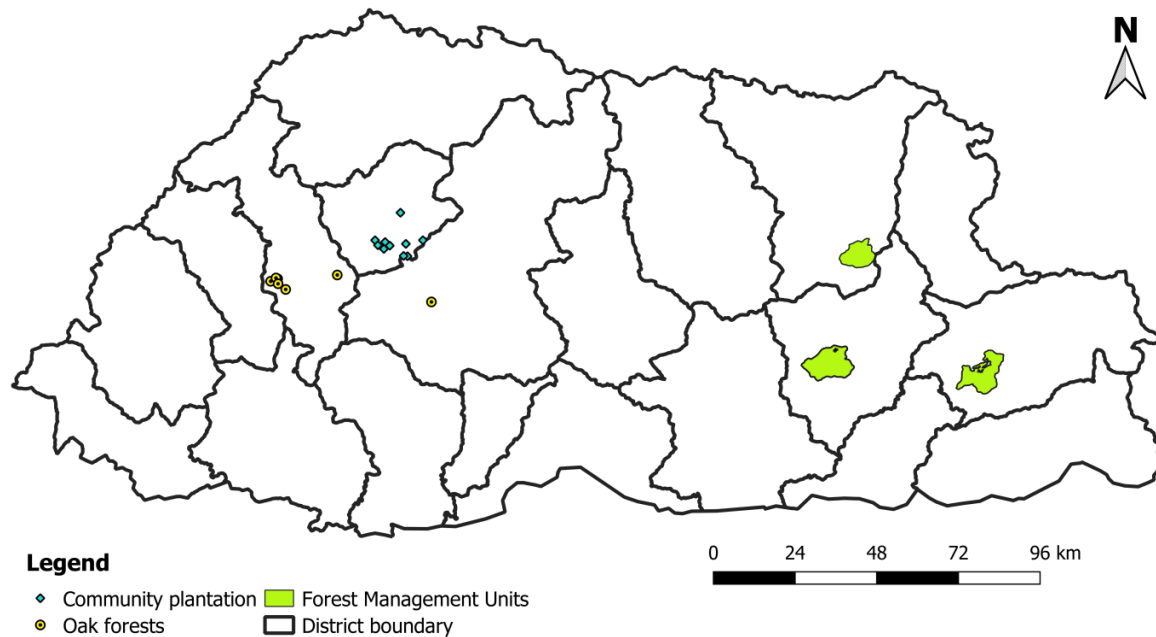 N
0 24 48 72 96 km
Legend
Community plantation Forest Management Units
Oak forests District boundary